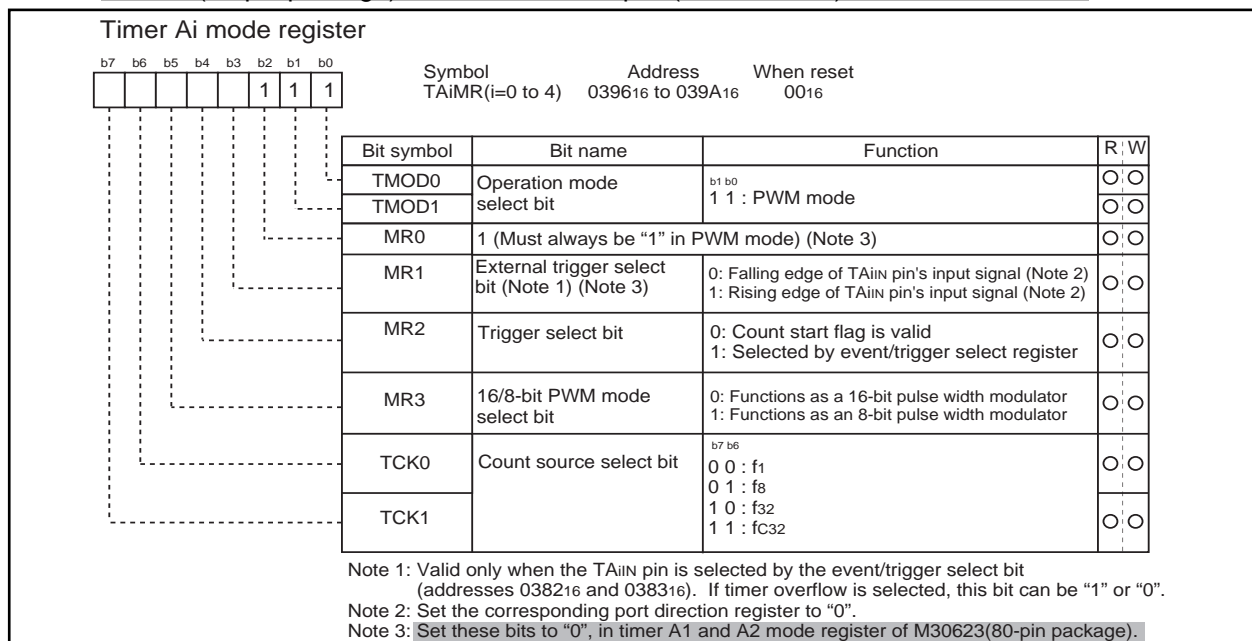 Timer Ai mode register
b7 b6 b5 b4 b3 b2 b1 b0
1 1 1
Symbol Address When reset
TAiMR(i=0 to 4) 039616 to 039A16 0016
Bit symbol Bit name Function R W
TMOD0 Operation mode select bit b1 b0
TMOD1 1 1 : PWM mode
MR0 1 (Must always be “1” in PWM mode) (Note 3)
MR1 External trigger select bit (Note 1) (Note 3) 0: Falling edge of TAiIN pin's input signal (Note 2)
1: Rising edge of TAiIN pin's input signal (Note 2)
MR2 Trigger select bit 0: Count start flag is valid
1: Selected by event/trigger select register
MR3 16/8-bit PWM mode select bit 0: Functions as a 16-bit pulse width modulator
1: Functions as an 8-bit pulse width modulator
TCK0 Count source select bit b7 b6
0 0 : f1
0 1 : f8
TCK1 1 0 : f32
1 1 : fC32
Note 1: Valid only when the TAiIN pin is selected by the event/trigger select bit
(addresses 038216 and 038316). If timer overflow is selected, this bit can be “1” or “0”.
Note 2: Set the corresponding port direction register to “0”.
Note 3: Set these bits to “0”, in timer A1 and A2 mode register of M30623(80-pin package).